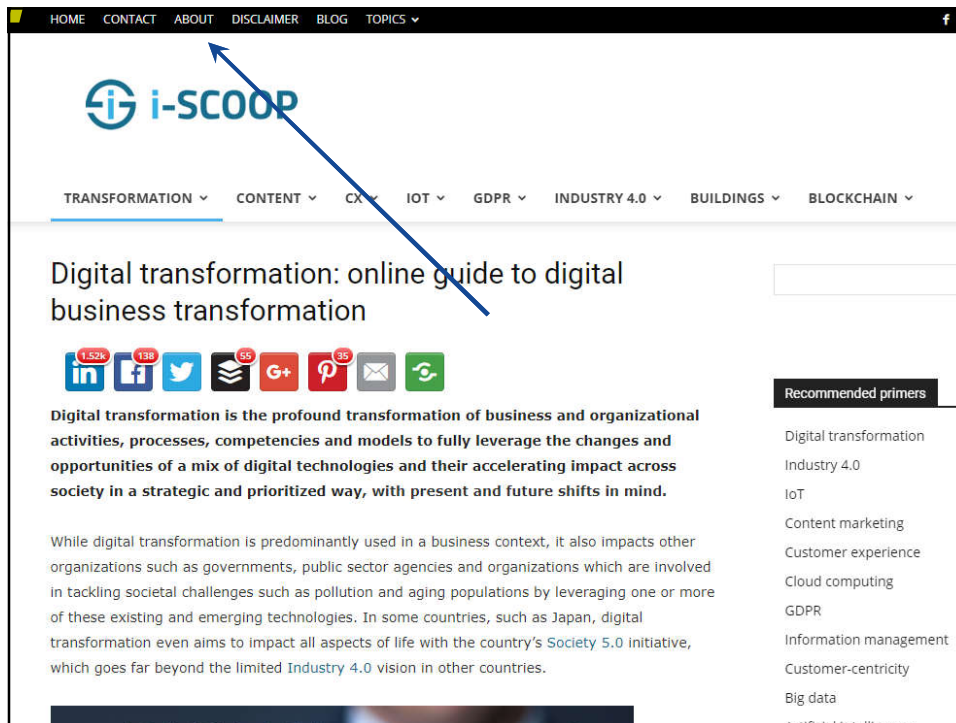 HOME CONTACT ABOUT DISCLAIMER BLOG TOPICS f
i-SCOOP
TRANSFORMATION CONTENT CX IOT GDPR INDUSTRY 4.0 BUILDINGS BLOCKCHAIN
Digital transformation: online guide to digital
business transformation
1.52k 138 55 35
in f G+
Digital transformation is the profound transformation of business and organizational
activities, processes, competencies and models to fully leverage the changes and
opportunities of a mix of digital technologies and their accelerating impact across
society in a strategic and prioritized way, with present and future shifts in mind.
While digital transformation is predominantly used in a business context, it also impacts other
organizations such as governments, public sector agencies and organizations which are involved
in tackling societal challenges such as pollution and aging populations by leveraging one or more
of these existing and emerging technologies. In some countries, such as Japan, digital
transformation even aims to impact all aspects of life with the country's Society 5.0 initiative,
which goes far beyond the limited Industry 4.0 vision in other countries.
Recommended primers
Digital transformation
Industry 4.0
IoT
Content marketing
Customer experience
Cloud computing
GDPR
Information management
Customer-centricity
Big data